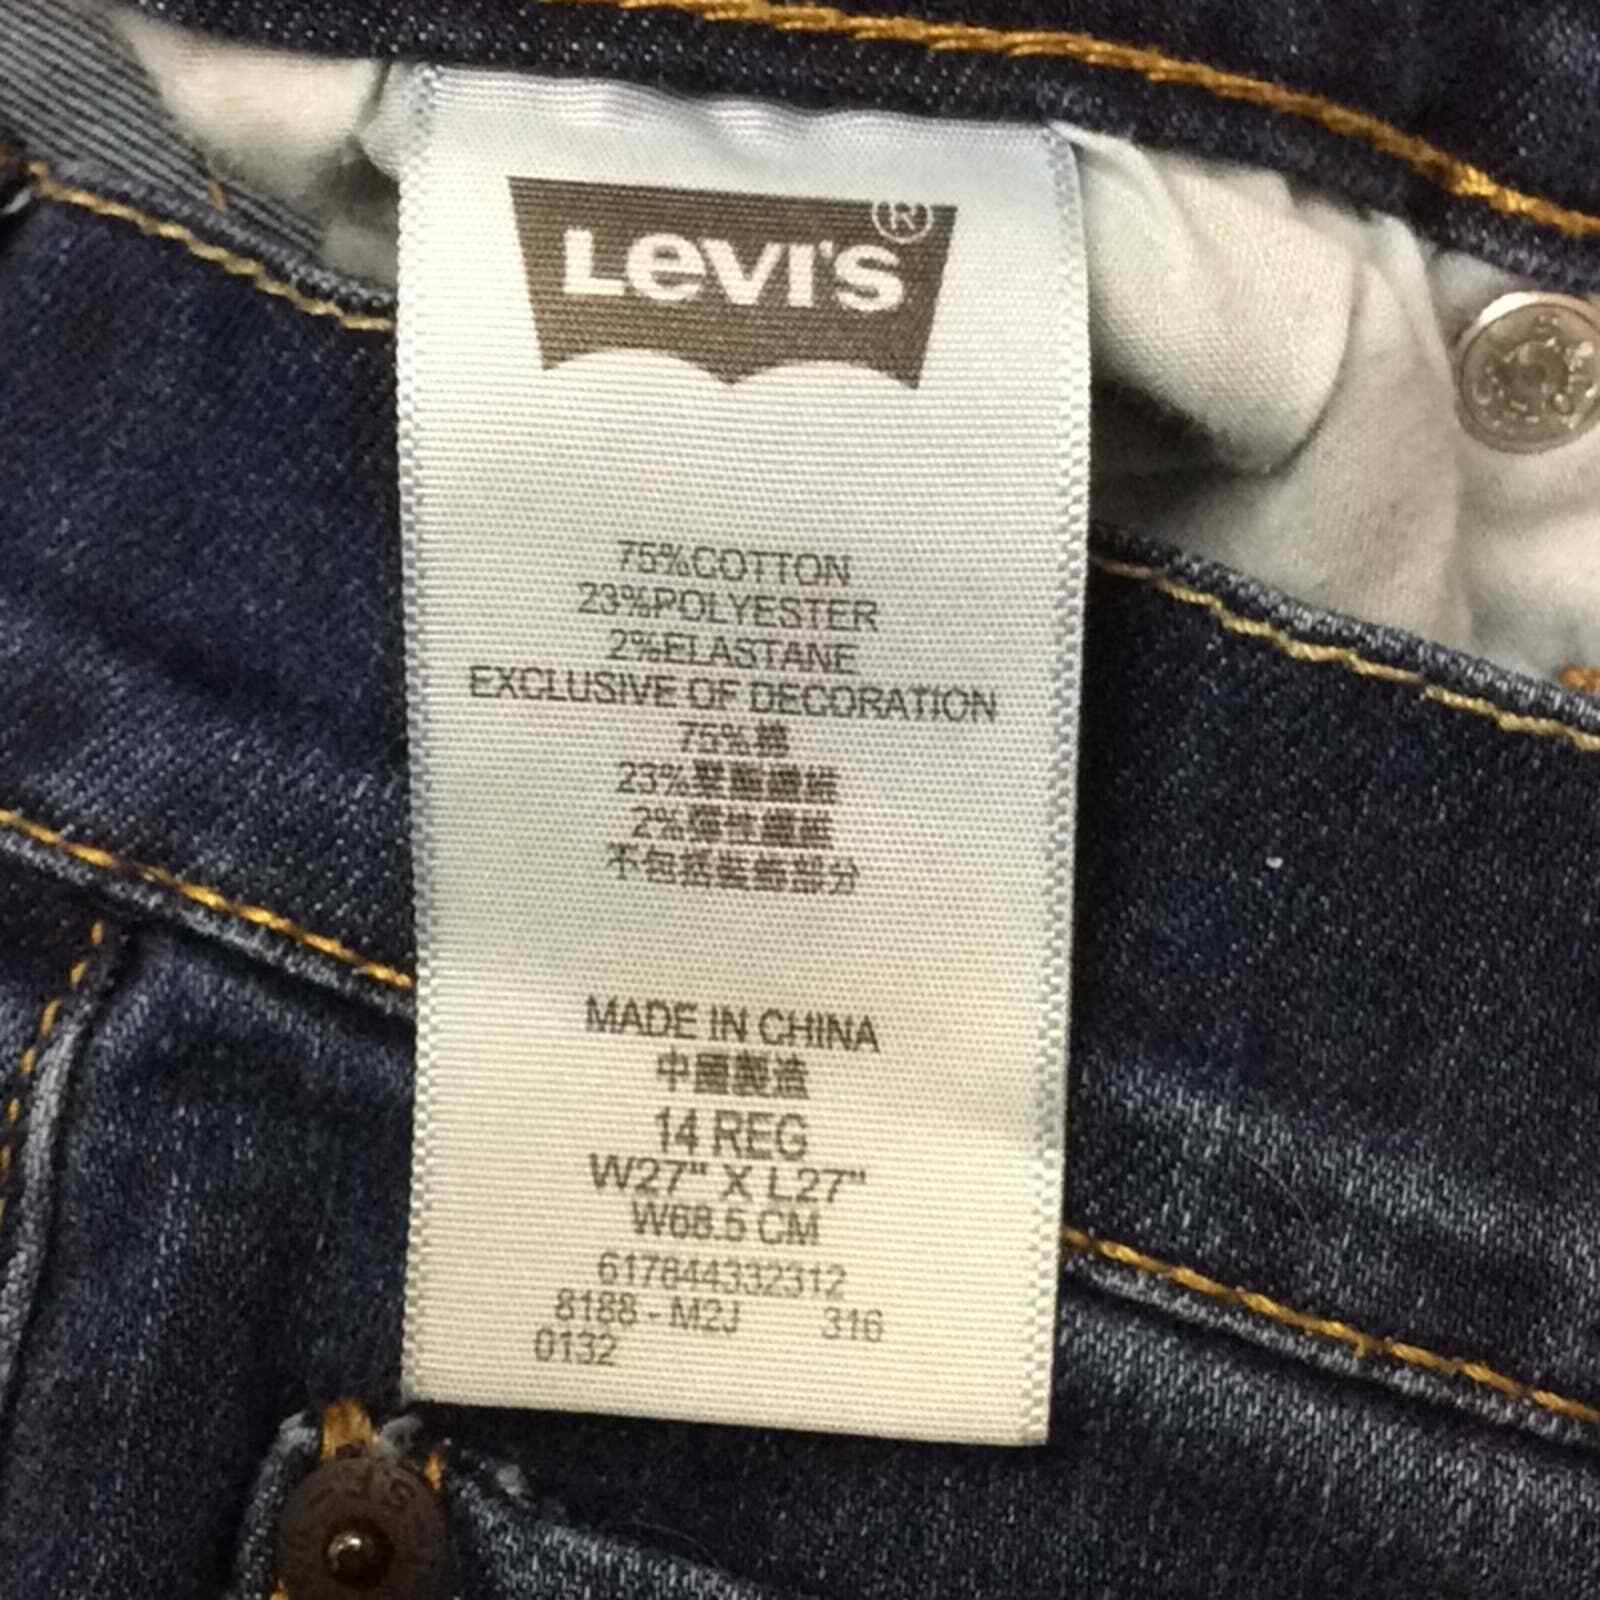 LEVI'S®
75%COTTON
23%POLYESTER
2%ELASTANE
EXCLUSIVE OF DECORATION
75%棉
23%聚酯纖維
2%彈性纖維
不包括裝飾部分
MADE IN CHINA
中國製造
14 REG
W27" X L27"
W68.5 CM
617844332312
8188 - M2J 316
0132